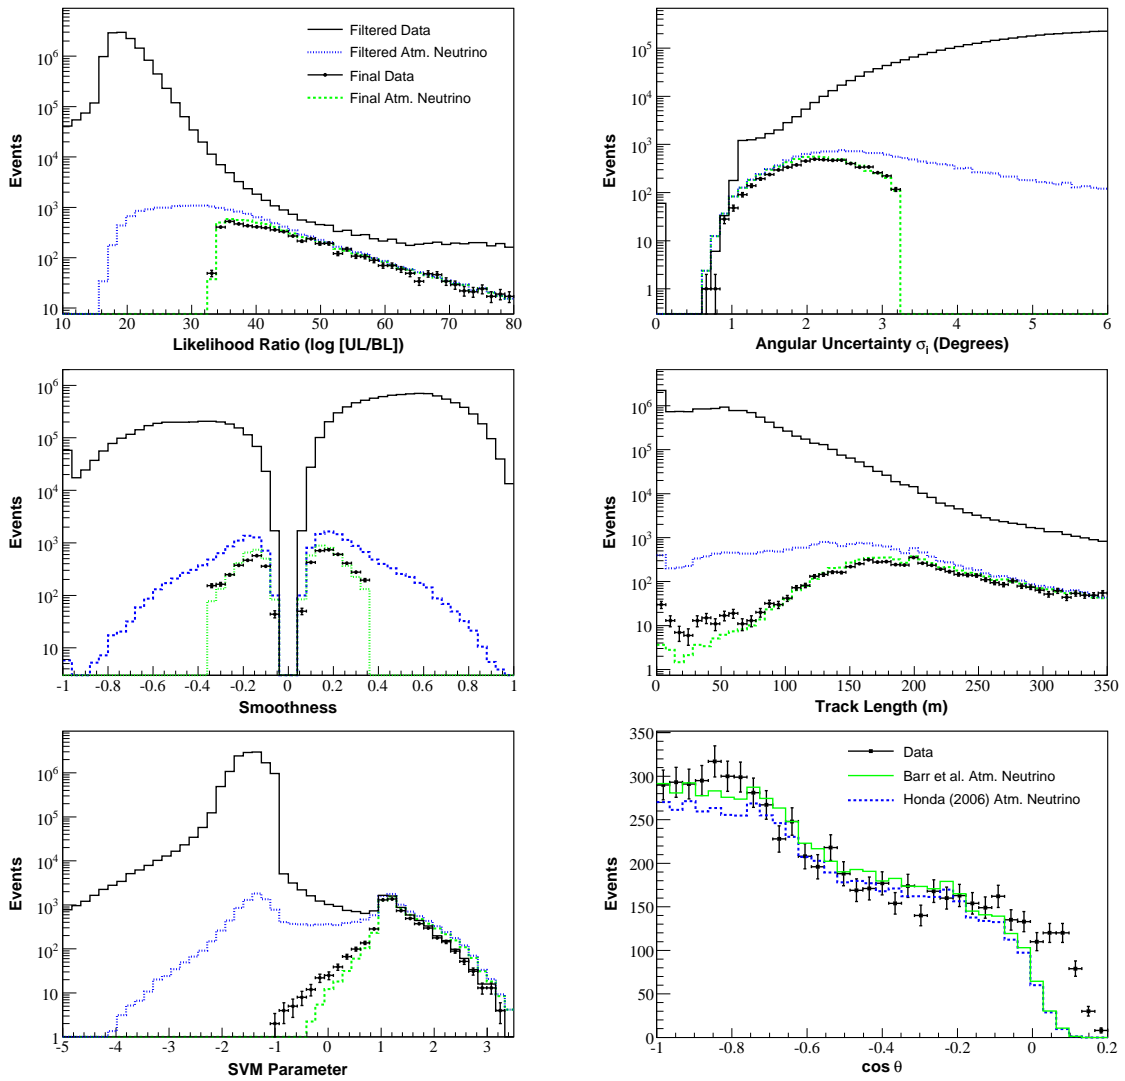 Events
10^6
10^5
10^4
10^3
10^2
10
Filtered Data
Filtered Atm. Neutrino
Final Data
Final Atm. Neutrino
10 20 30 40 50 60 70 80
Likelihood Ratio (log [UL/BL])
Events
10^5
10^4
10^3
10^2
10
1
0 1 2 3 4 5 6
Angular Uncertainty σ_i (Degrees)
Events
10^6
10^5
10^4
10^3
10^2
10
-1 -0.8 -0.6 -0.4 -0.2 0 0.2 0.4 0.6 0.8 1
Smoothness
Events
10^6
10^5
10^4
10^3
10^2
10
1
0 50 100 150 200 250 300 350
Track Length (m)
Events
10^6
10^5
10^4
10^3
10^2
10
1
-5 -4 -3 -2 -1 0 1 2 3
SVM Parameter
Events
350
300
250
200
150
100
50
0
Data
Barr et al. Atm. Neutrino
Honda (2006) Atm. Neutrino
-1 -0.8 -0.6 -0.4 -0.2 0 0.2
cos θ